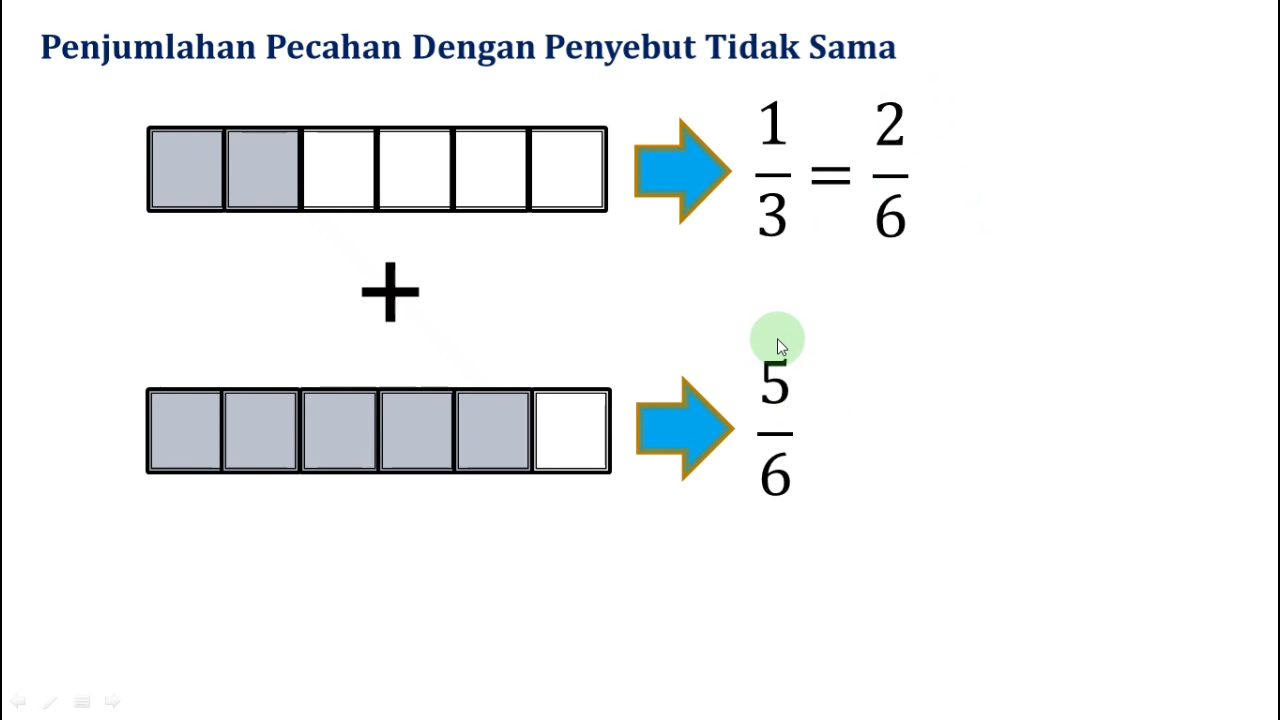 Penjumlahan Pecahan Dengan Penyebut Tidak Sama
1/3 = 2/6
+
5/6